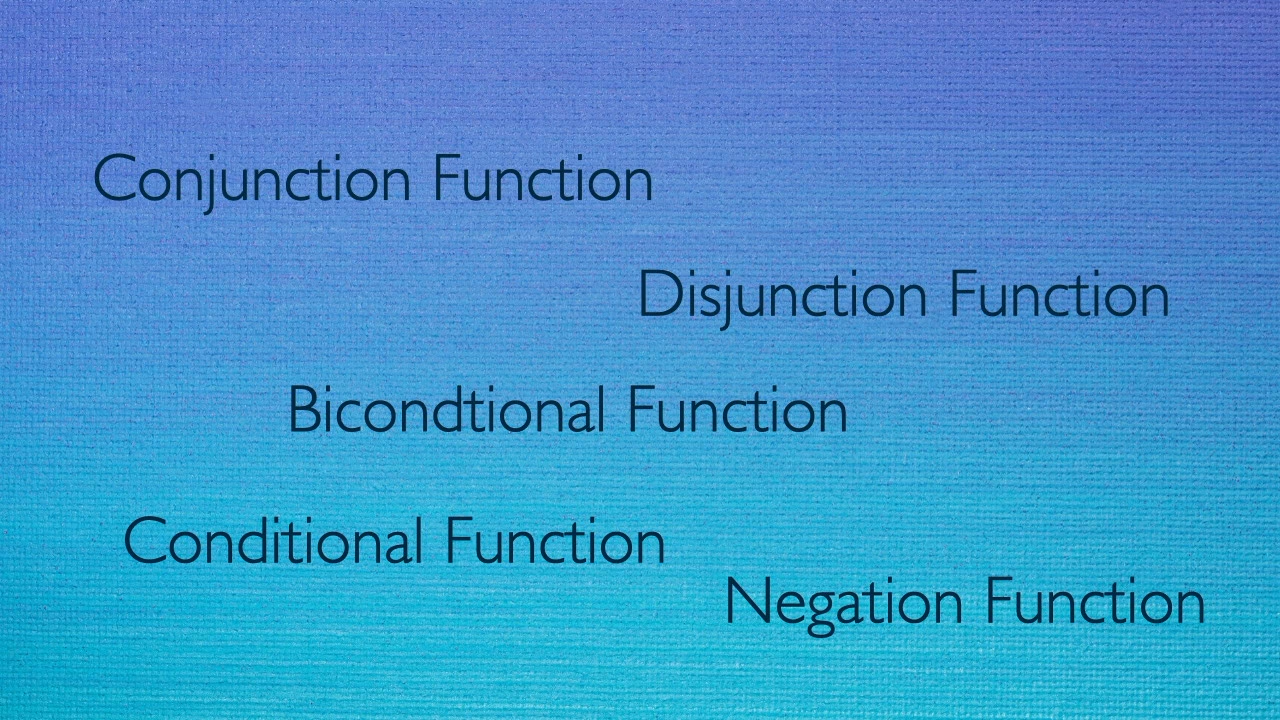 Conjunction Function
Disjunction Function
Bicondtional Function
Conditional Function
Negation Function